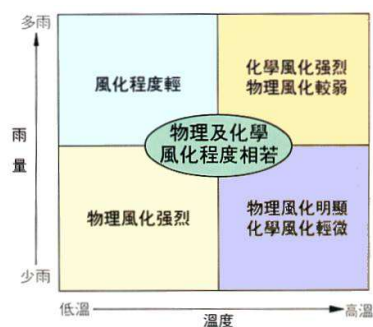 多雨
雨
量
少雨
風化程度輕
化學風化强烈
物理風化較弱
物理及化學
風化程度相若
物理風化强烈
物理風化明顯
化學風化輕微
低溫
溫度
高溫